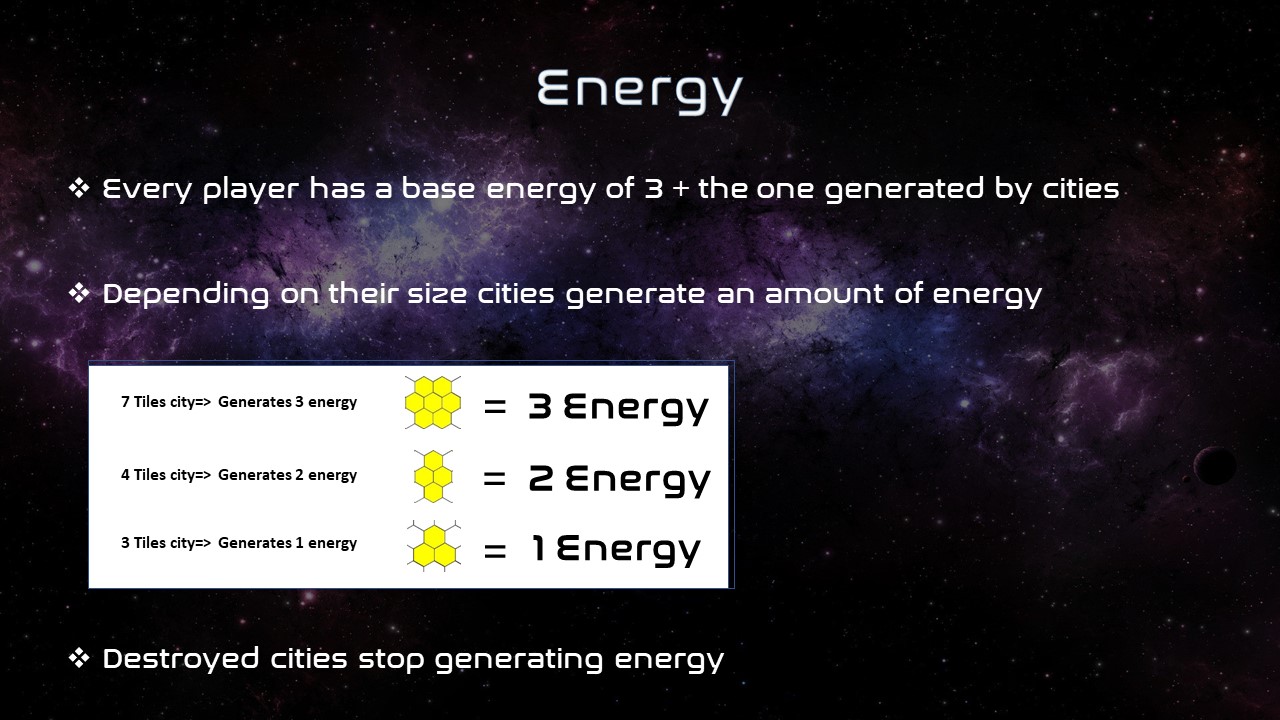 Energy
❖ Every player has a base energy of 3 + the one generated by cities
❖ Depending on their size cities generate an amount of energy
7 Tiles city=> Generates 3 energy = 3 Energy
4 Tiles city=> Generates 2 energy = 2 Energy
3 Tiles city=> Generates 1 energy = 1 Energy
❖ Destroyed cities stop generating energy